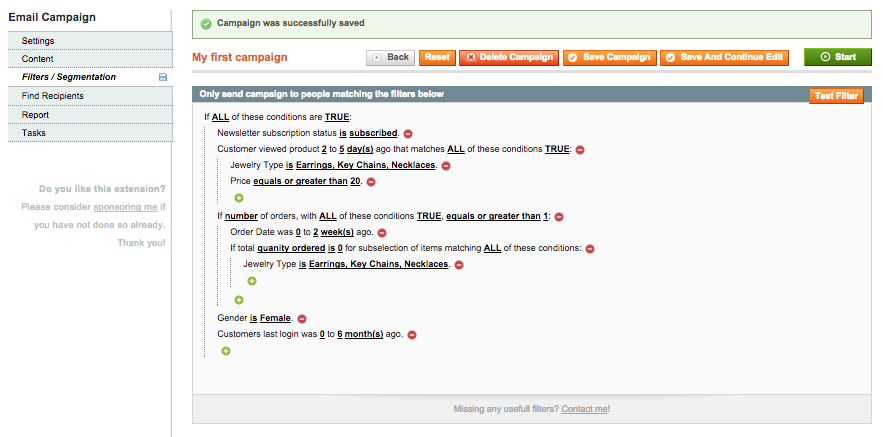 Email Campaign
Settings
Content
Filters / Segmentation
Find Recipients
Report
Tasks
Do you like this extension?
Please consider sponsoring me if
you have not done so already.
Thank you!
Campaign was successfully saved
My first campaign
Back
Reset
Delete Campaign
Save Campaign
Save And Continue Edit
Start
Only send campaign to people matching the filters below
Test Filter
If ALL of these conditions are TRUE:
Newsletter subscription status is subscribed.
Customer viewed product 2 to 5 day(s) ago that matches ALL of these conditions TRUE:
Jewelry Type is Earrings, Key Chains, Necklaces.
Price equals or greater than 20.
If number of orders, with ALL of these conditions TRUE, equals or greater than 1:
Order Date was 0 to 2 week(s) ago.
If total quanity ordered is 0 for subselection of items matching ALL of these conditions:
Jewelry Type is Earrings, Key Chains, Necklaces.
Gender is Female.
Customers last login was 0 to 6 month(s) ago.
Missing any usefull filters? Contact me!